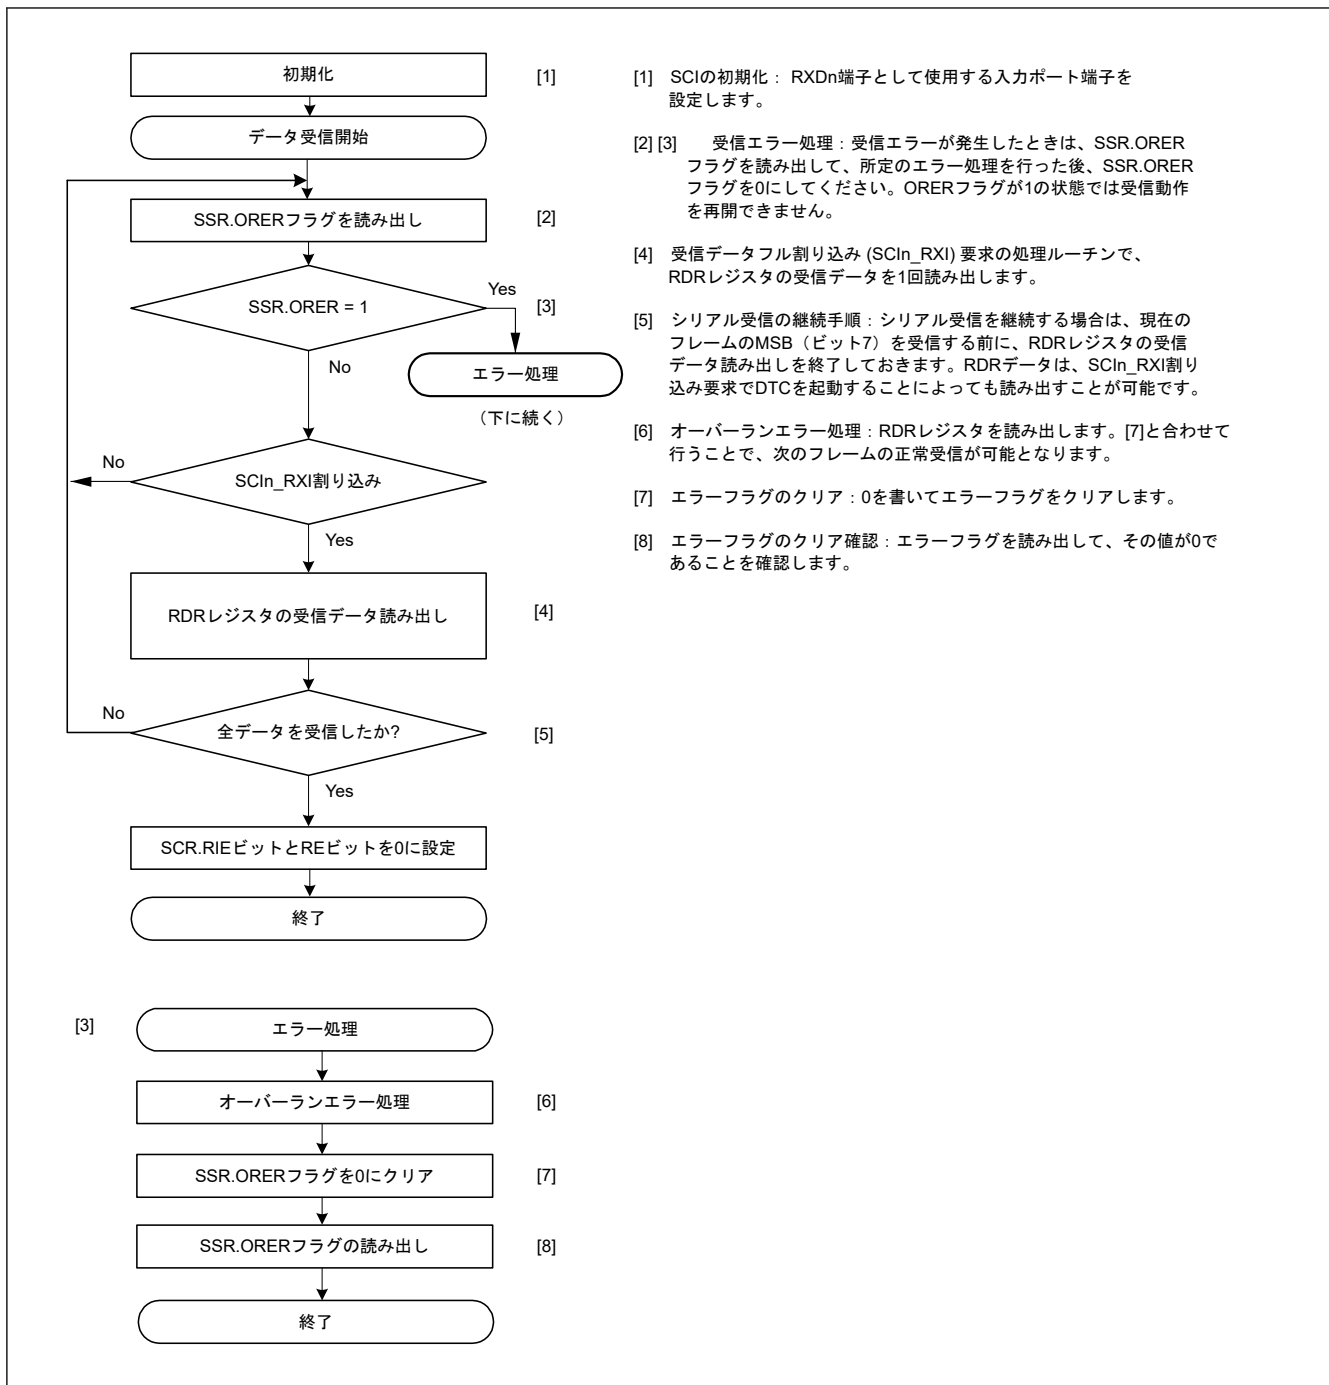 初期化
[1]
データ受信開始
SSR.ORERフラグを読み出し
[2]
SSR.ORER = 1
Yes
[3]
No
エラー処理
（下に続く）
No
SCIn_RXI割り込み
Yes
RDRレジスタの受信データ読み出し
[4]
No
全データを受信したか?
[5]
Yes
SCR.RIEビットとREビットを0に設定
終了
[1] SCIの初期化： RXDn端子として使用する入力ポート端子を
設定します。
[2] [3] 受信エラー処理：受信エラーが発生したときは、SSR.ORER
フラグを読み出して、所定のエラー処理を行った後、SSR.ORER
フラグを0にしてください。ORERフラグが1の状態では受信動作
を再開できません。
[4] 受信データフル割り込み (SCIn_RXI) 要求の処理ルーチンで、
RDRレジスタの受信データを1回読み出します。
[5] シリアル受信の継続手順：シリアル受信を継続する場合は、現在の
フレームのMSB（ビット7）を受信する前に、RDRレジスタの受信
データ読み出しを終了しておきます。RDRデータは、SCIn_RXI割り
込み要求でDTCを起動することによっても読み出すことが可能です。
[6] オーバーランエラー処理：RDRレジスタを読み出します。[7]と合わせて
行うことで、次のフレームの正常受信が可能となります。
[7] エラーフラグのクリア：0を書いてエラーフラグをクリアします。
[8] エラーフラグのクリア確認：エラーフラグを読み出して、その値が0で
あることを確認します。
[3]
エラー処理
オーバーランエラー処理
[6]
SSR.ORERフラグを0にクリア
[7]
SSR.ORERフラグの読み出し
[8]
終了